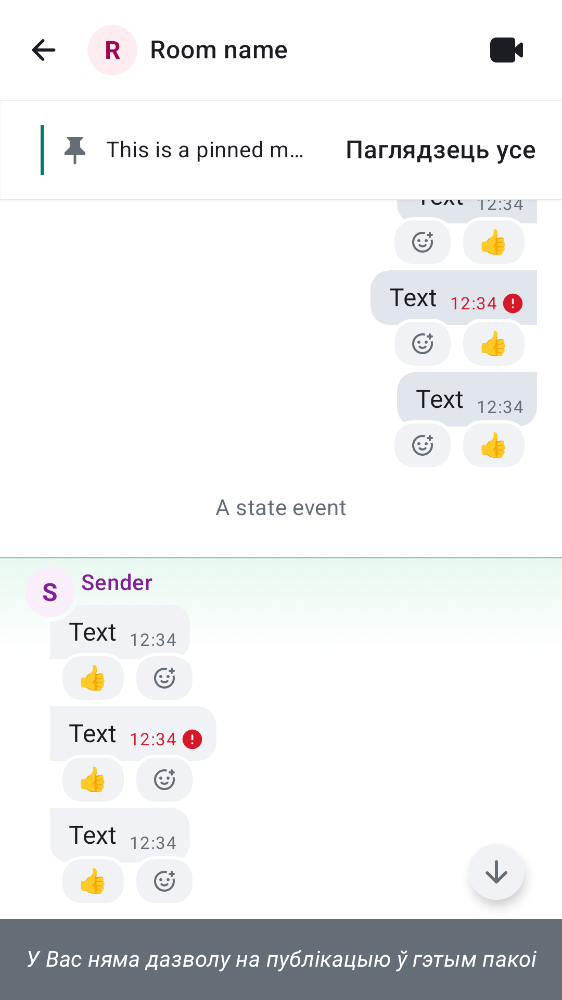 R Room name
This is a pinned m… Паглядзець усе
Text 12:34
Text 12:34
Text 12:34
A state event
S Sender
Text 12:34
Text 12:34
Text 12:34
У Вас няма дазволу на публікацыю ў гэтым пакоі